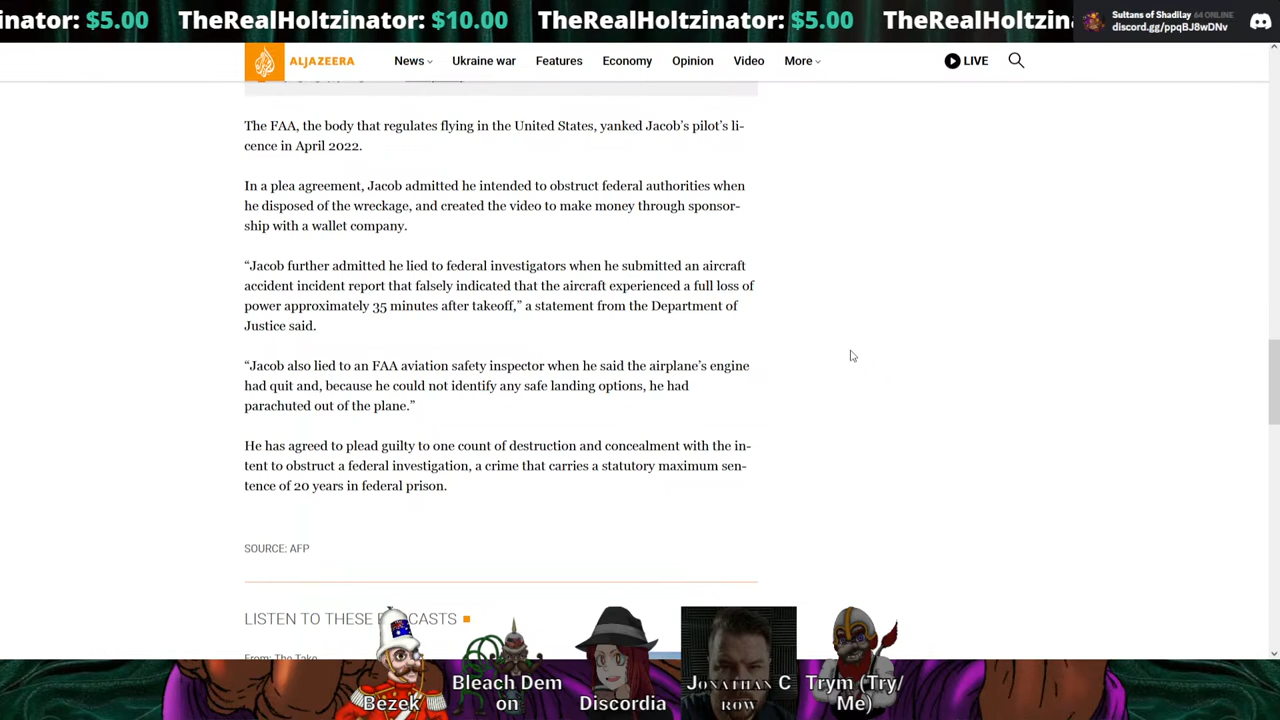 inator: $5.00 TheRealHoltzinator: $10.00 TheRealHoltzinator: $5.00 TheRealHoltzina
Sultans of Shadilay 64 ONLINE
discord.gg/ppqBJ8wDNv
ALJAZEERA News Ukraine war Features Economy Opinion Video More LIVE
The FAA, the body that regulates flying in the United States, yanked Jacob’s pilot’s li-
cence in April 2022.
In a plea agreement, Jacob admitted he intended to obstruct federal authorities when
he disposed of the wreckage, and created the video to make money through sponsor-
ship with a wallet company.
“Jacob further admitted he lied to federal investigators when he submitted an aircraft
accident incident report that falsely indicated that the aircraft experienced a full loss of
power approximately 35 minutes after takeoff,” a statement from the Department of
Justice said.
“Jacob also lied to an FAA aviation safety inspector when he said the airplane’s engine
had quit and, because he could not identify any safe landing options, he had
parachuted out of the plane.”
He has agreed to plead guilty to one count of destruction and concealment with the in-
tent to obstruct a federal investigation, a crime that carries a statutory maximum sen-
tence of 20 years in federal prison.
SOURCE: AFP
LISTEN TO THESE PODCASTS
From: The Take
Bezek
Bleach Dem
on
Discordia
Jonathan C
row
Trym (Try/
Me)